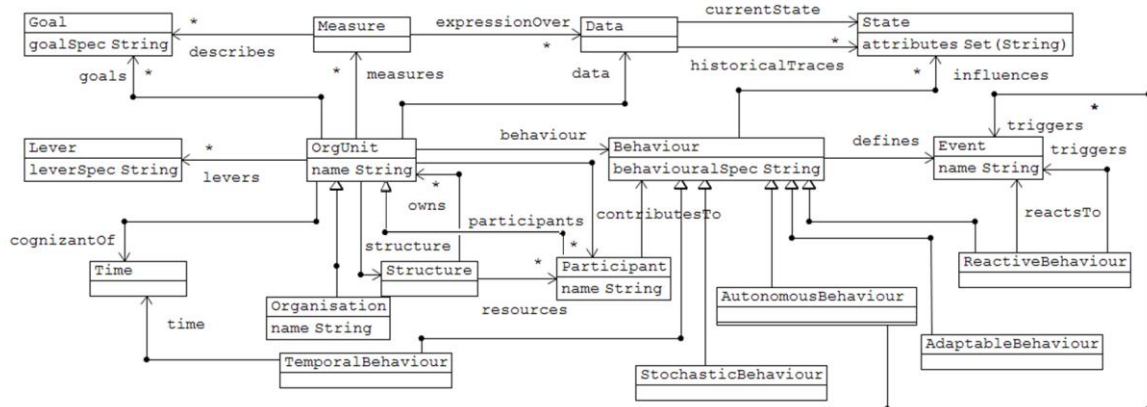 Goal
goalSpec String
*
describes
Measure
expressionOver
*
Data
currentState
*
historicalTraces
State
attributes Set(String)
goals
*
*
measures
data
*
influences
*
triggers
Lever
leverSpec String
*
levers
OrgUnit
name String
behaviour
Behaviour
behaviouralSpec String
defines
Event
name String
triggers
*
owns
participants
*
contributesTo
reactsTo
cognizantOf
structure
Time
Structure
*
resources
Participant
name String
ReactiveBehaviour
Organisation
name String
AutonomousBehaviour
time
AdaptableBehaviour
TemporalBehaviour
StochasticBehaviour